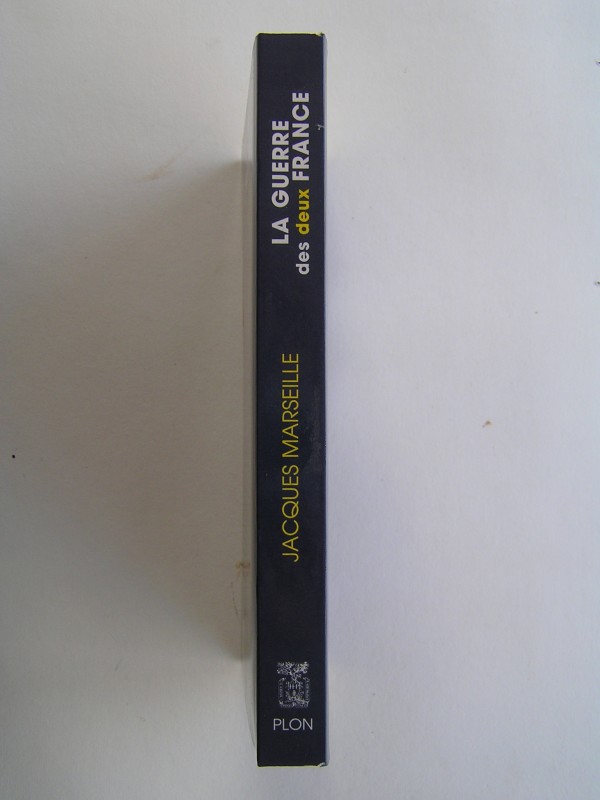 LA GUERRE
des deux FRANCE
JACQUES MARSEILLE
PLON